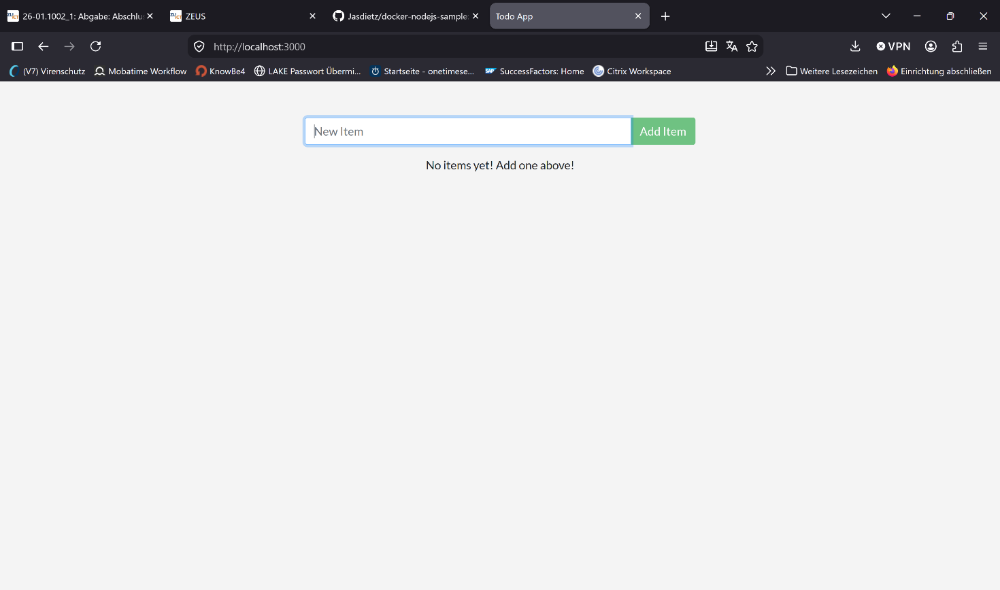 26-01.1002_1: Abgabe: Abschlu
ZEUS
Jasdietz/docker-nodejs-sample:
Todo App
http://localhost:3000
VPN
(V7) Virenschutz
Mobatime Workflow
KnowBe4
LAKE Passwort Übermi...
Startseite - onetimese...
SAP
SuccessFactors: Home
Citrix Workspace
Weitere Lesezeichen
Einrichtung abschließen
New Item
Add Item
No items yet! Add one above!